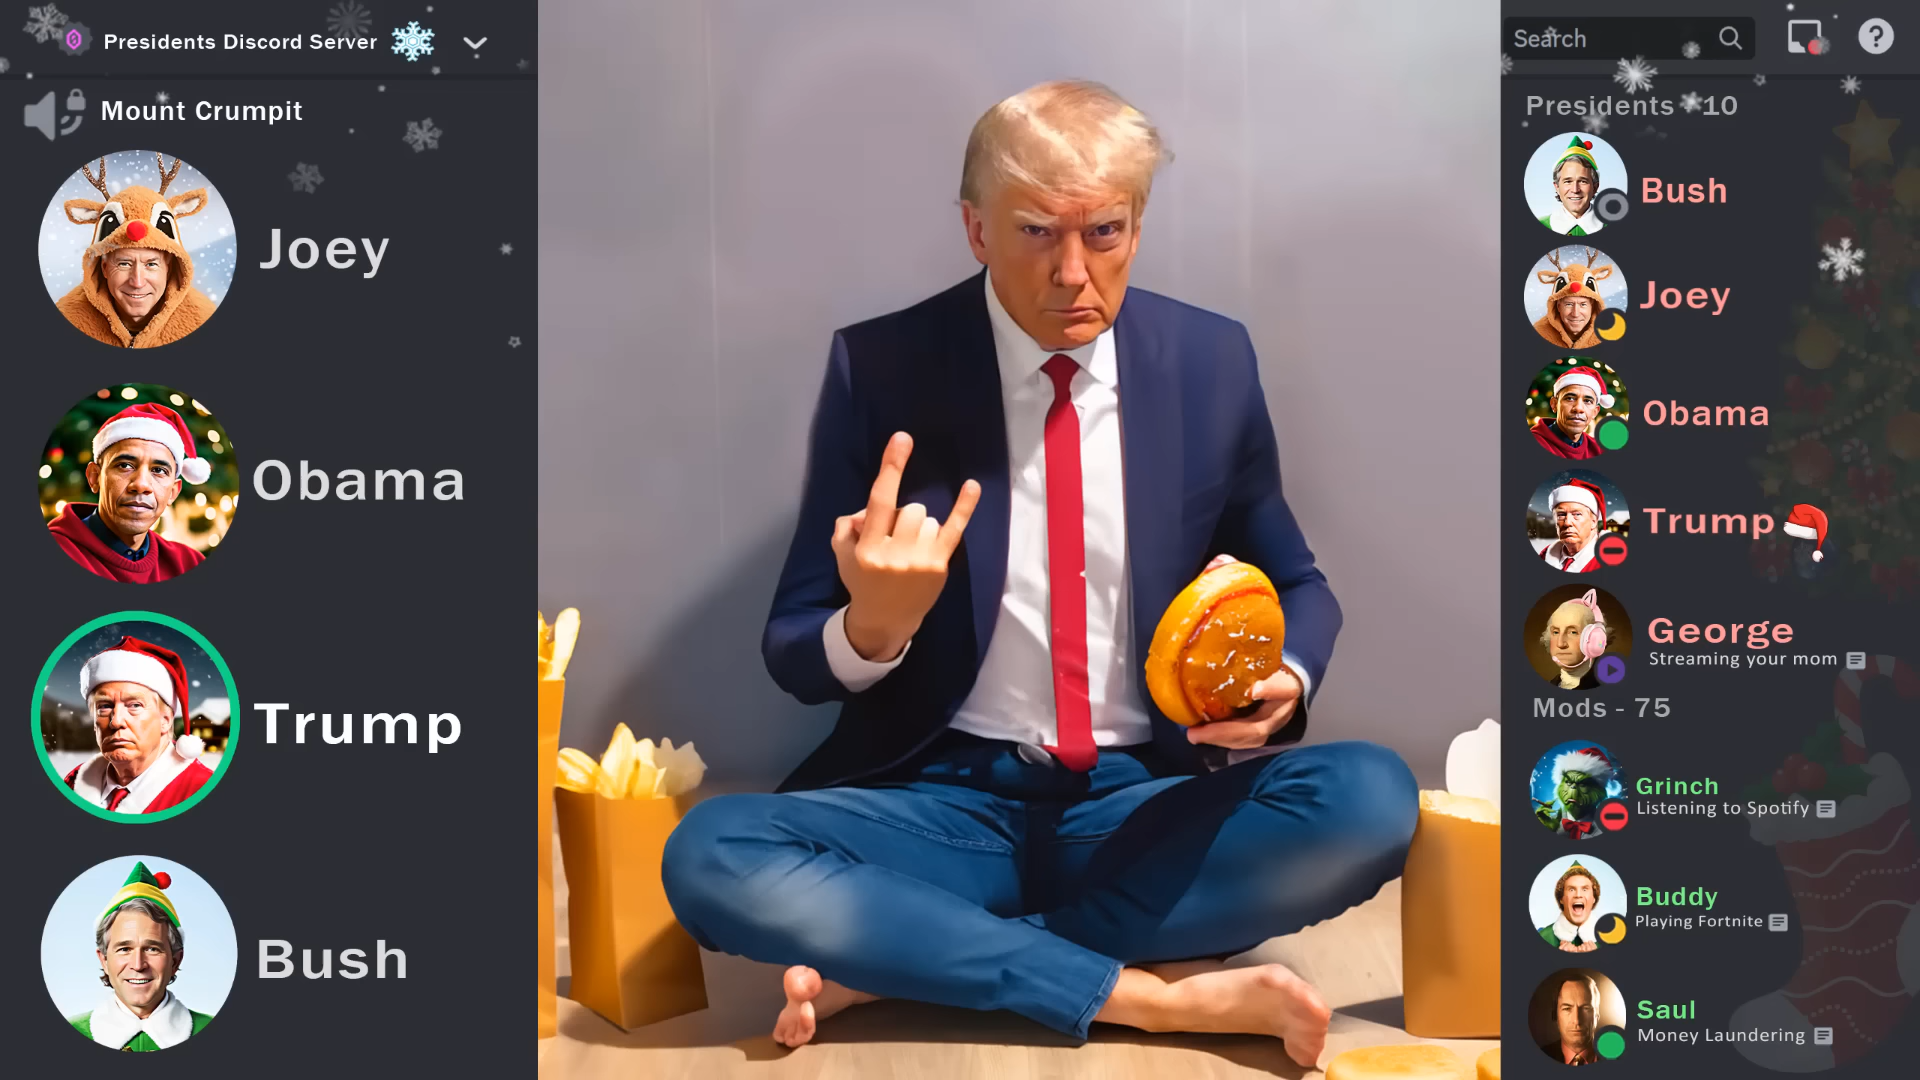 Presidents Discord Server
Mount Crumpit
Joey
Obama
Trump
Bush
Search
?
Presidents - 10
Bush
Joey
Obama
Trump
George
Streaming your mom
Mods - 75
Grinch
Listening to Spotify
Buddy
Playing Fortnite
Saul
Money Laundering